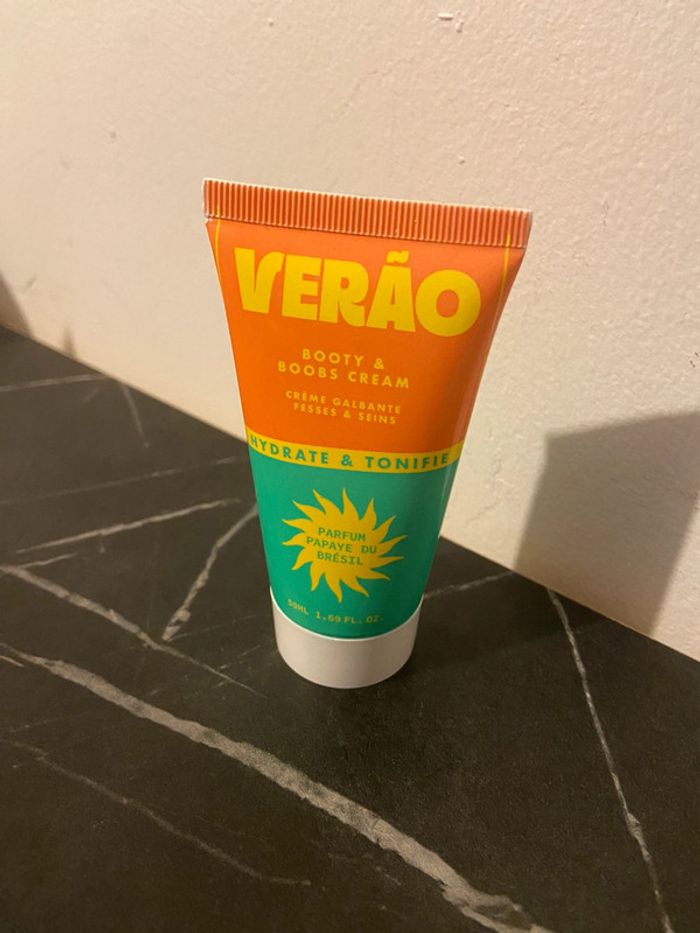 VERÃO
BOOTY &
BOOBS CREAM
CRÈME GALBANTE
FESSES & SEINS
HYDRATE & TONIFIE
PARFUM
PAPAYE DU
BRÉSIL
50ML 1.69 FL. OZ.